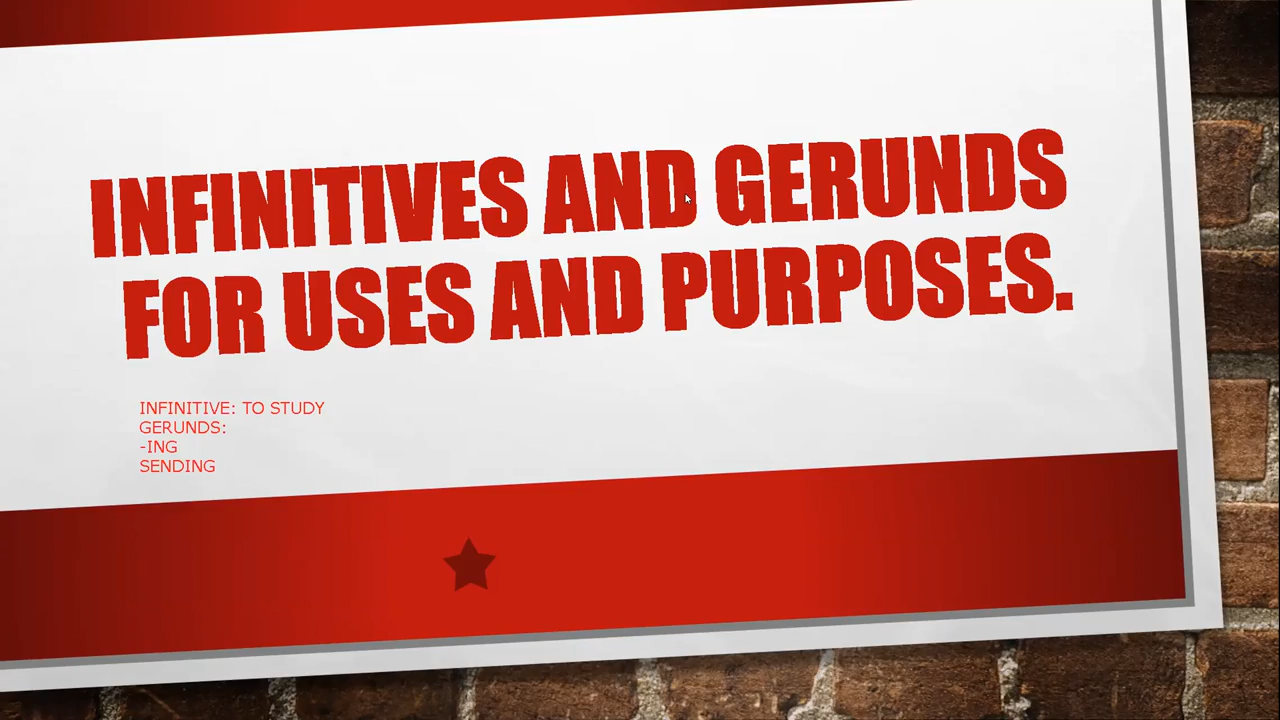 INFINITIVES AND GERUNDS
FOR USES AND PURPOSES.
INFINITIVE: TO STUDY
GERUNDS:
-ING
SENDING